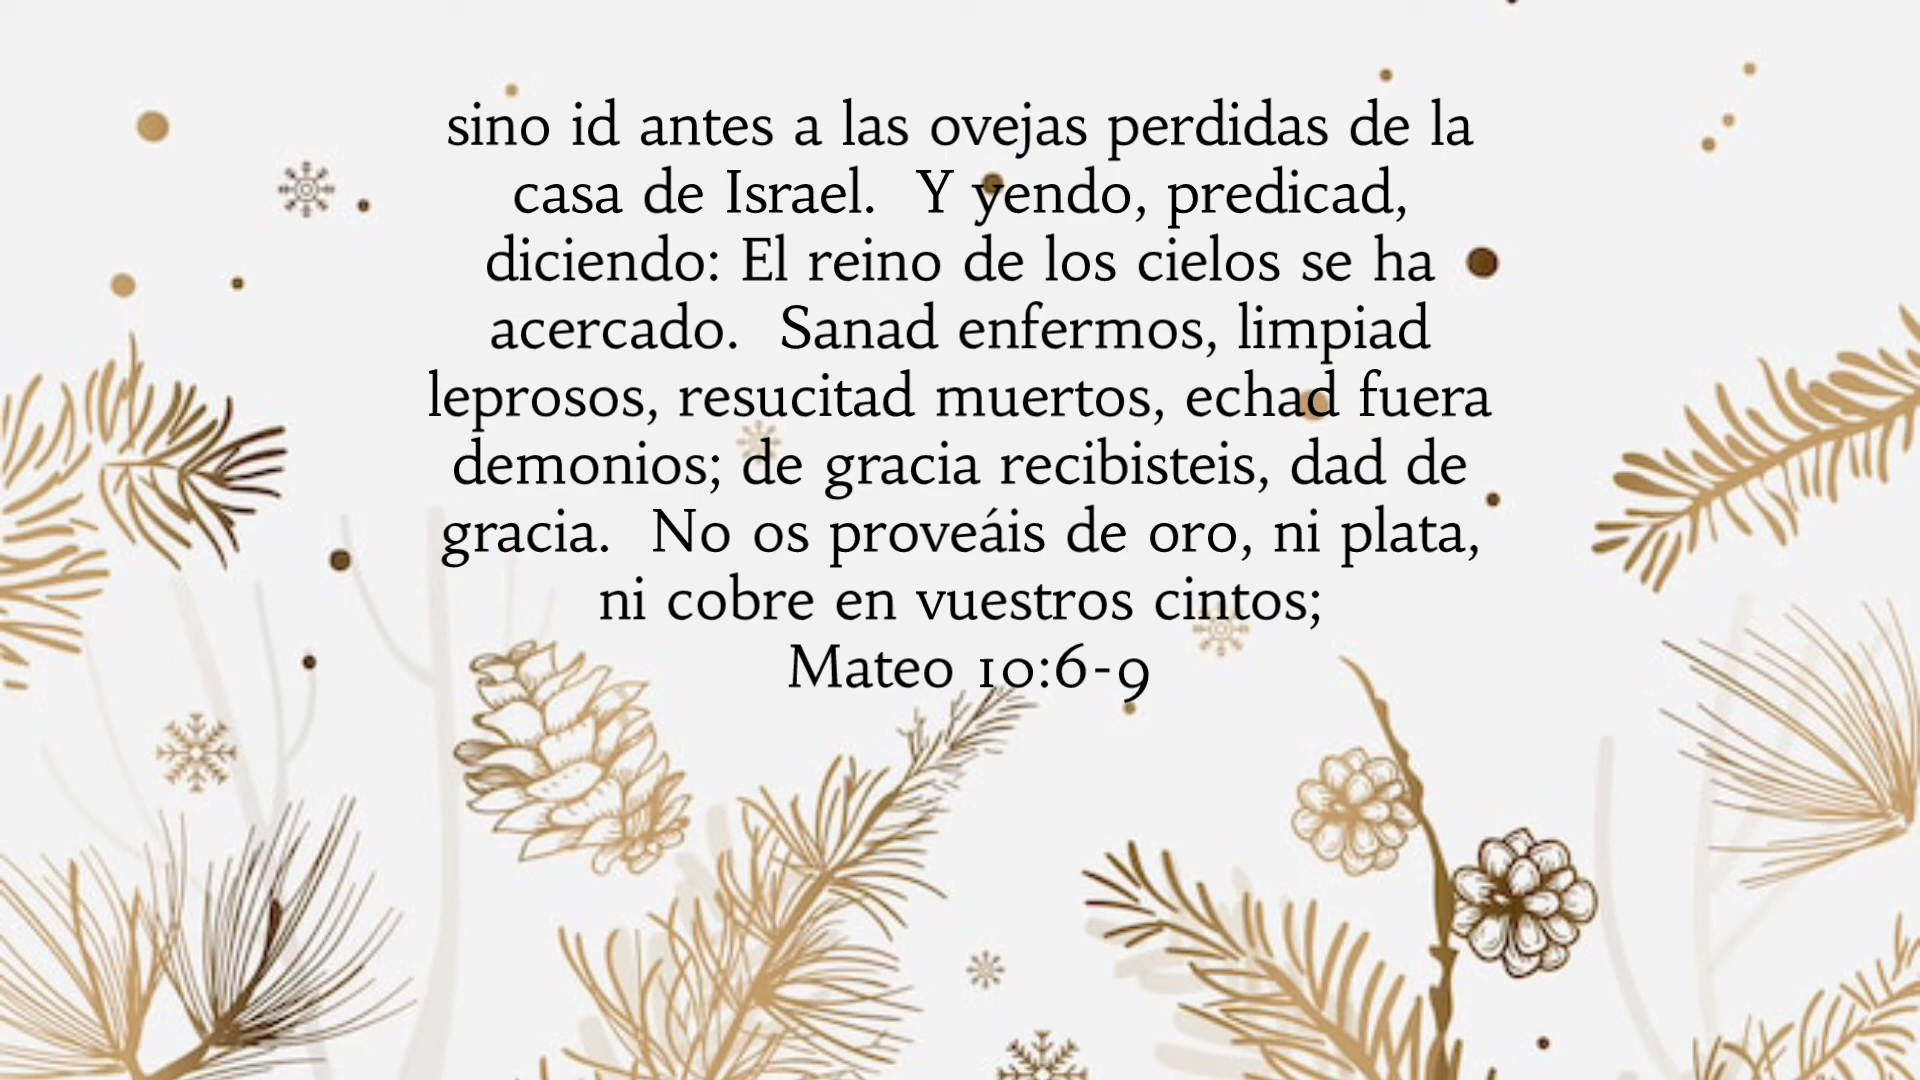 sino id antes a las ovejas perdidas de la
casa de Israel.  Y yendo, predicad,
diciendo: El reino de los cielos se ha
acercado.  Sanad enfermos, limpiad
leprosos, resucitad muertos, echad fuera
demonios; de gracia recibisteis, dad de
gracia.  No os proveáis de oro, ni plata,
ni cobre en vuestros cintos;
Mateo 10:6-9